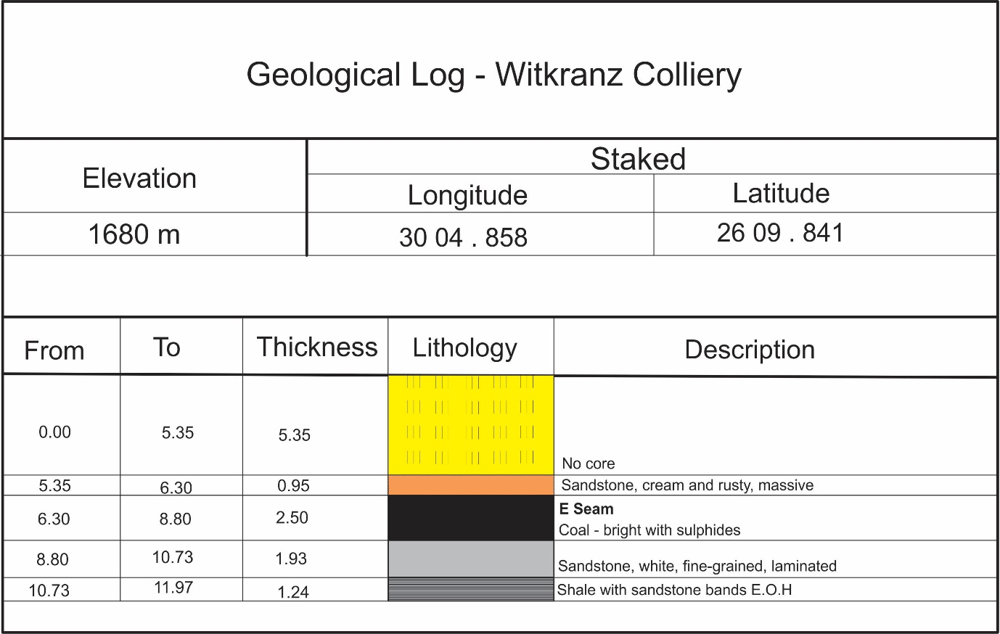 Geological Log - Witkranz Colliery
Elevation
Staked
Longitude
Latitude
1680 m
30 04 . 858
26 09 . 841
From To Thickness Lithology Description
0.00 5.35 5.35 No core
5.35 6.30 0.95 Sandstone, cream and rusty, massive
6.30 8.80 2.50 E Seam
Coal - bright with sulphides
8.80 10.73 1.93 Sandstone, white, fine-grained, laminated
10.73 11.97 1.24 Shale with sandstone bands E.O.H